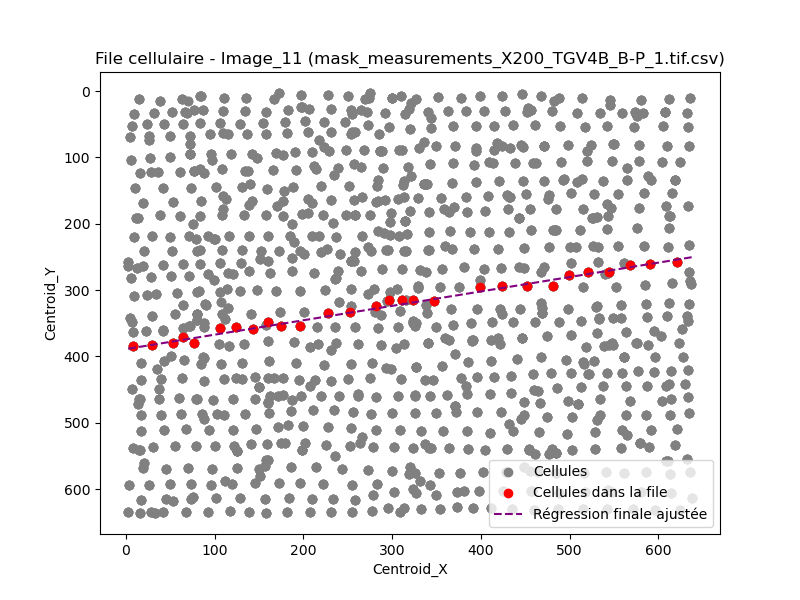 File cellulaire - Image_11 (mask_measurements_X200_TGV4B_B-P_1.tif.csv)
0
100
200
300
400
500
600
Centroid_Y
Cellules
Cellules dans la file
Régression finale ajustée
0 100 200 300 400 500 600
Centroid_X